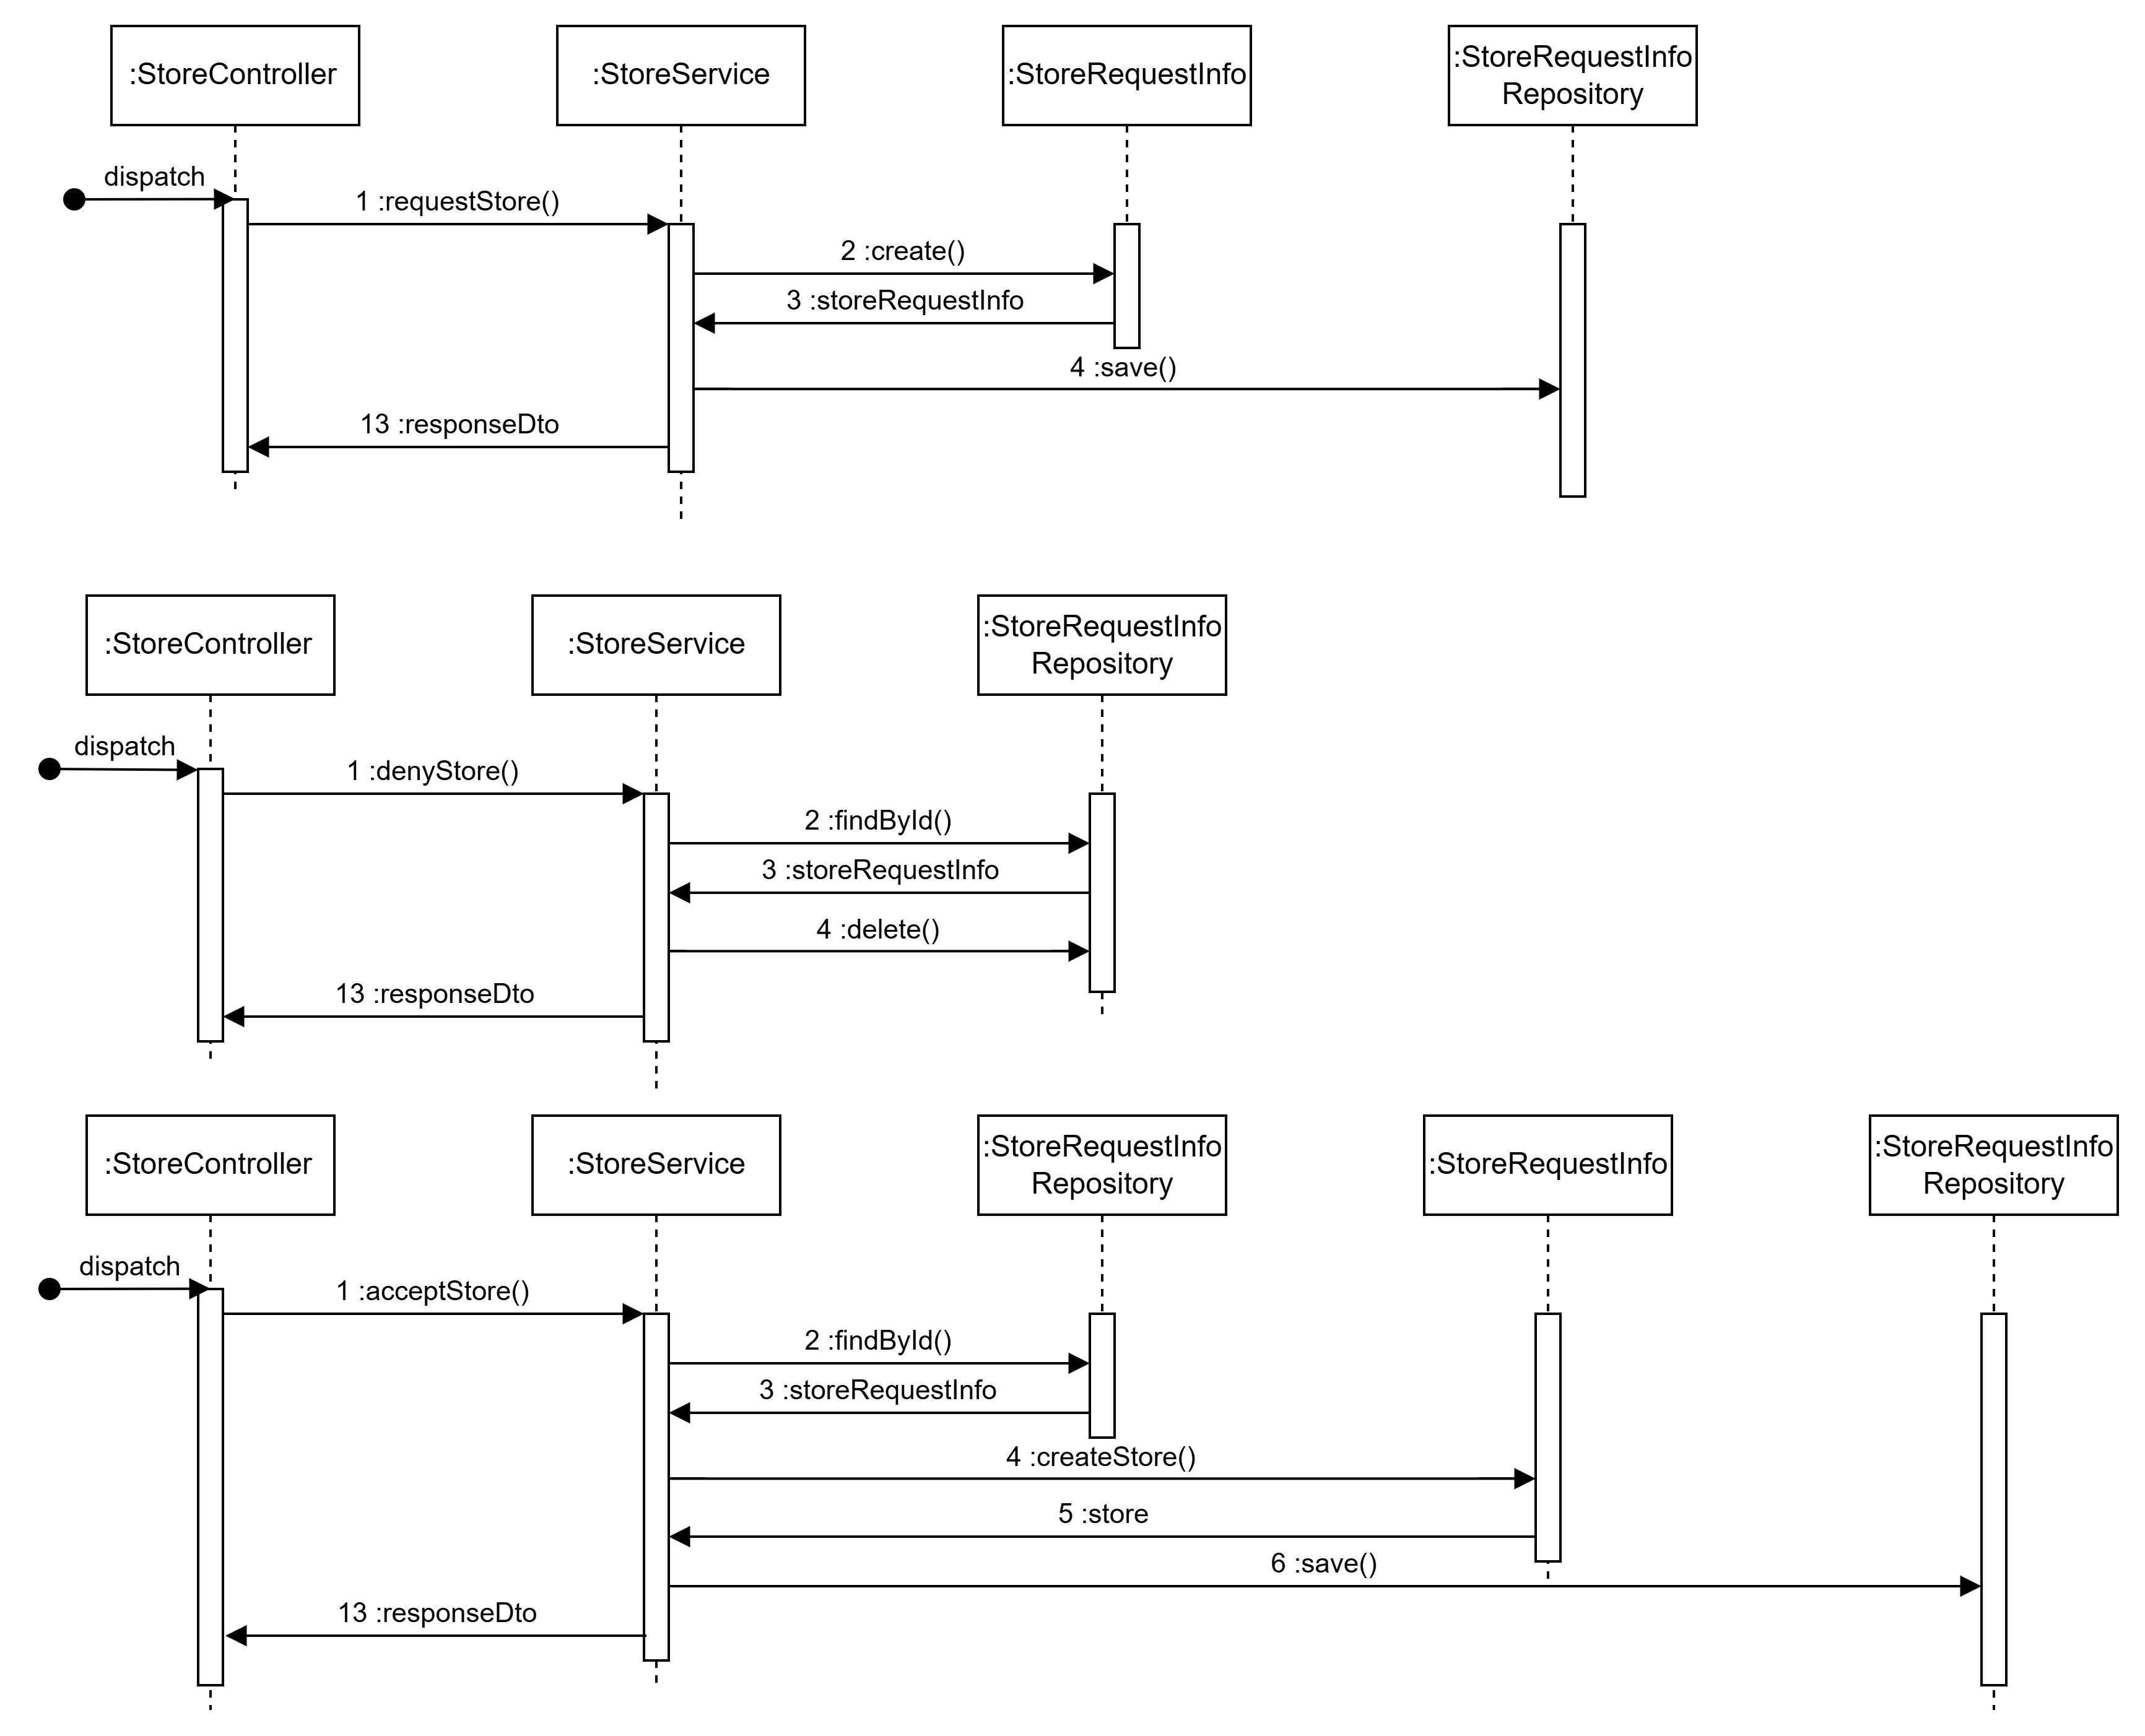 :StoreController
:StoreService
:StoreRequestInfo
:StoreRequestInfo
Repository
dispatch
1 :requestStore()
2 :create()
3 :storeRequestInfo
4 :save()
13 :responseDto
:StoreController
:StoreService
:StoreRequestInfo
Repository
dispatch
1 :denyStore()
2 :findById()
3 :storeRequestInfo
4 :delete()
13 :responseDto
:StoreController
:StoreService
:StoreRequestInfo
Repository
:StoreRequestInfo
:StoreRequestInfo
Repository
dispatch
1 :acceptStore()
2 :findById()
3 :storeRequestInfo
4 :createStore()
5 :store
6 :save()
13 :responseDto